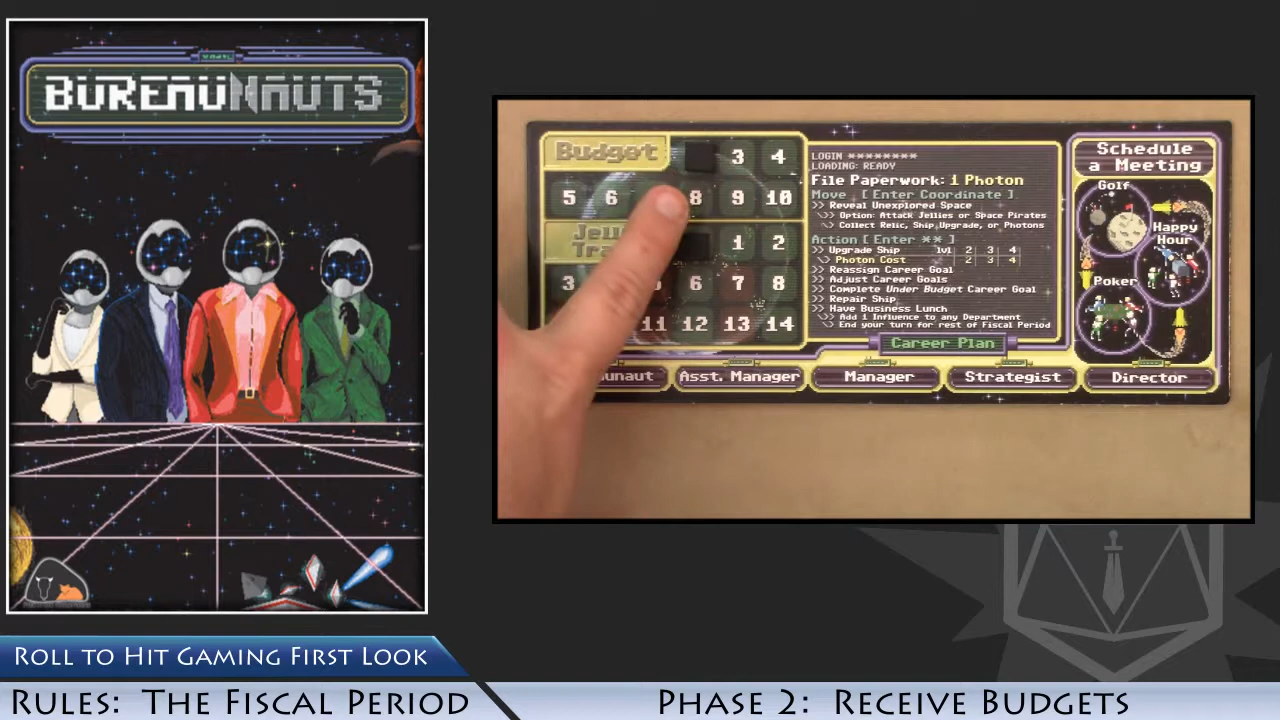 BUREAUNAUTS
Budget 3 4
5 6 8 9 10
1 2
3 6 7 8
11 12 13 14
LOGIN ********
LOADING: READY
File Paperwork: 1 Photon
Move [ Enter Coordinate ]
>> Reveal Unexplored Space
\>> Option: Attack Jellies or Space Pirates
\>> Collect Relic, Ship Upgrade, or Photons
Action [ Enter ** ]
>> Upgrade Ship lvl 2 3 4
\>> Photon Cost 2 3 4
>> Reassign Career Goal
>> Adjust Career Goals
>> Complete Under Budget Career Goal
>> Repair Ship
>> Have Business Lunch
\>> Add 1 Influence to any Department
\>> End your turn for rest of Fiscal Period
Career Plan
Schedule
a Meeting
Golf
Happy
Hour
Poker
Asst. Manager
Manager
Strategist
Director
Roll to Hit Gaming First Look
Rules: The Fiscal Period
Phase 2: Receive Budgets